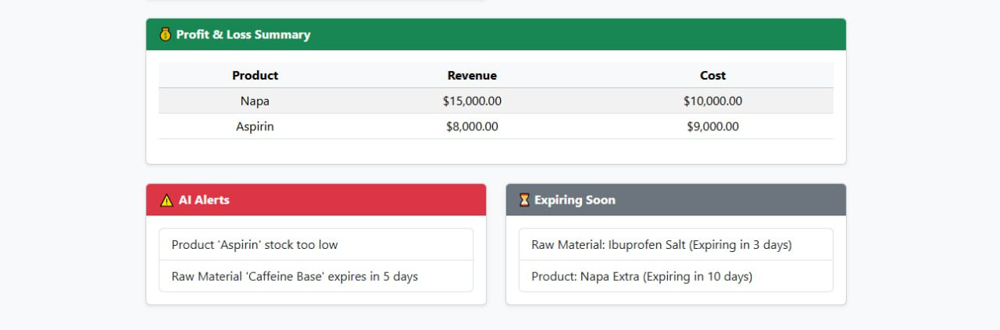 Profit & Loss Summary
Product Revenue Cost
Napa $15,000.00 $10,000.00
Aspirin $8,000.00 $9,000.00
AI Alerts
Product 'Aspirin' stock too low
Raw Material 'Caffeine Base' expires in 5 days
Expiring Soon
Raw Material: Ibuprofen Salt (Expiring in 3 days)
Product: Napa Extra (Expiring in 10 days)